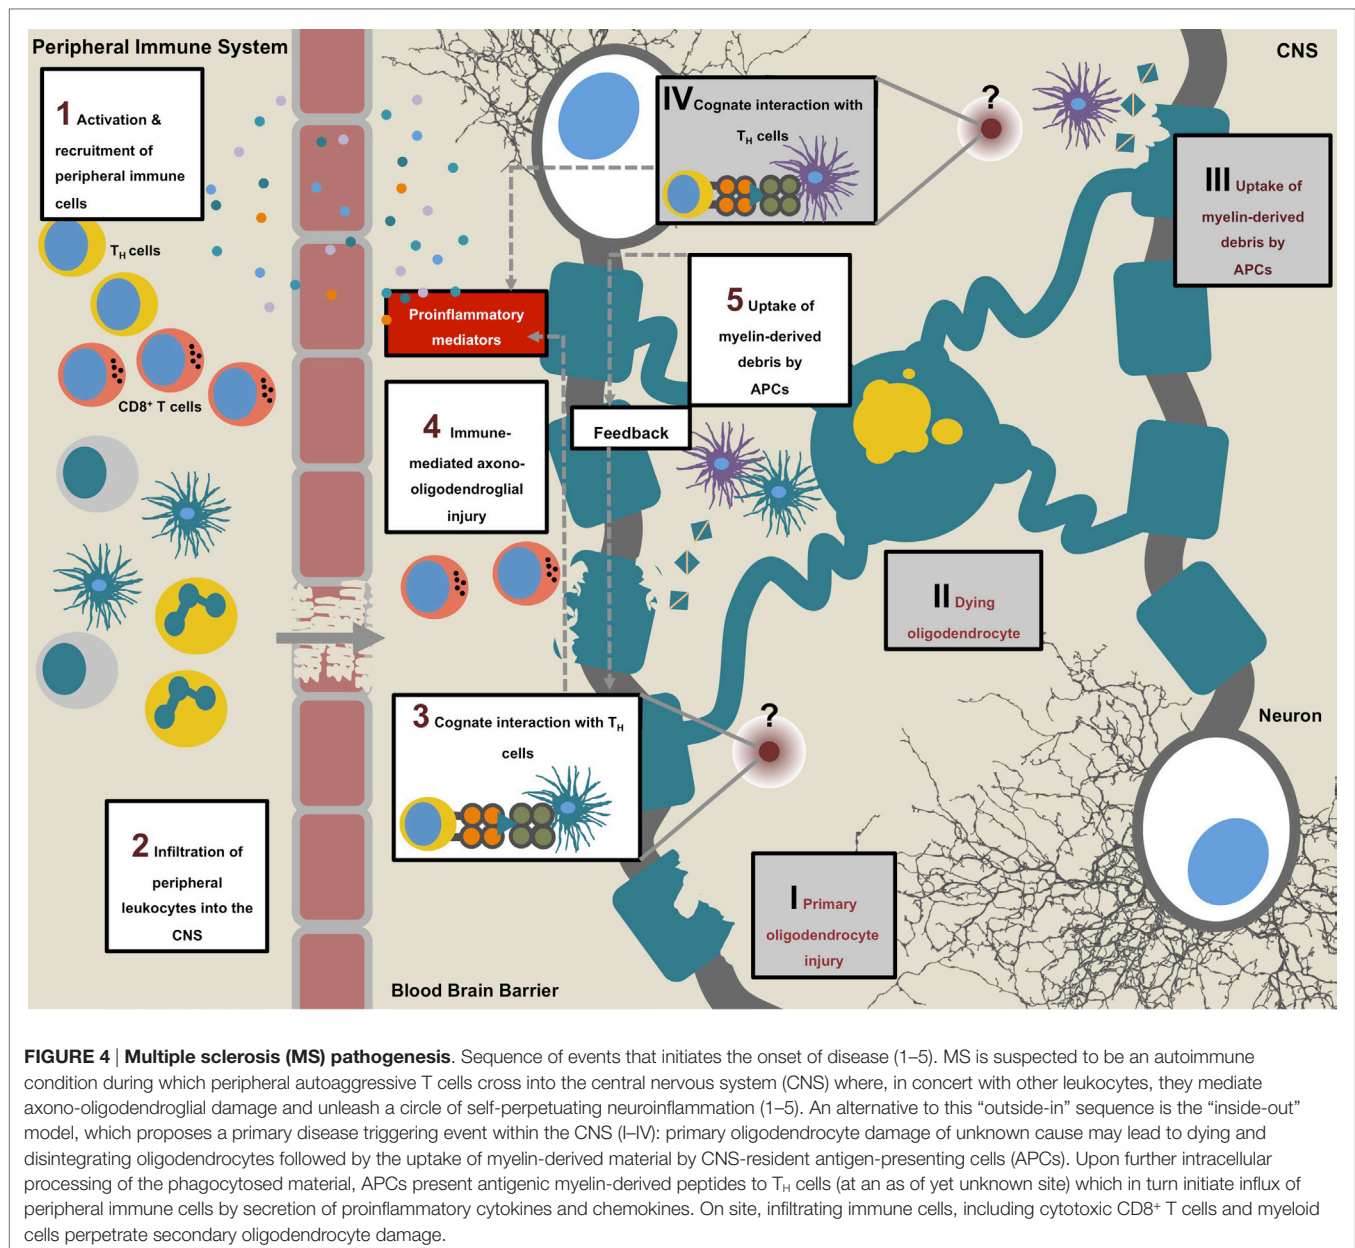 Peripheral Immune System
CNS
1 Activation &
recruitment of
peripheral immune
cells
T_H cells
CD8⁺ T cells
2 Infiltration of
peripheral
leukocytes into the
CNS
Proinflammatory
mediators
4 Immune-
mediated axono-
oligodendroglial
injury
3 Cognate interaction with T_H
cells
?
Blood Brain Barrier
IV Cognate interaction with
T_H cells
?
5 Uptake of
myelin-derived
debris by
APCs
Feedback
III Uptake of
myelin-derived
debris by
APCs
II Dying
oligodendrocyte
I Primary
oligodendrocyte
injury
Neuron
FIGURE 4 | Multiple sclerosis (MS) pathogenesis. Sequence of events that initiates the onset of disease (1–5). MS is suspected to be an autoimmune
condition during which peripheral autoaggressive T cells cross into the central nervous system (CNS) where, in concert with other leukocytes, they mediate
axono-oligodendroglial damage and unleash a circle of self-perpetuating neuroinflammation (1–5). An alternative to this “outside-in” sequence is the “inside-out”
model, which proposes a primary disease triggering event within the CNS (I–IV): primary oligodendrocyte damage of unknown cause may lead to dying and
disintegrating oligodendrocytes followed by the uptake of myelin-derived material by CNS-resident antigen-presenting cells (APCs). Upon further intracellular
processing of the phagocytosed material, APCs present antigenic myelin-derived peptides to T_H cells (at an as of yet unknown site) which in turn initiate influx of
peripheral immune cells by secretion of proinflammatory cytokines and chemokines. On site, infiltrating immune cells, including cytotoxic CD8⁺ T cells and myeloid
cells perpetrate secondary oligodendrocyte damage.